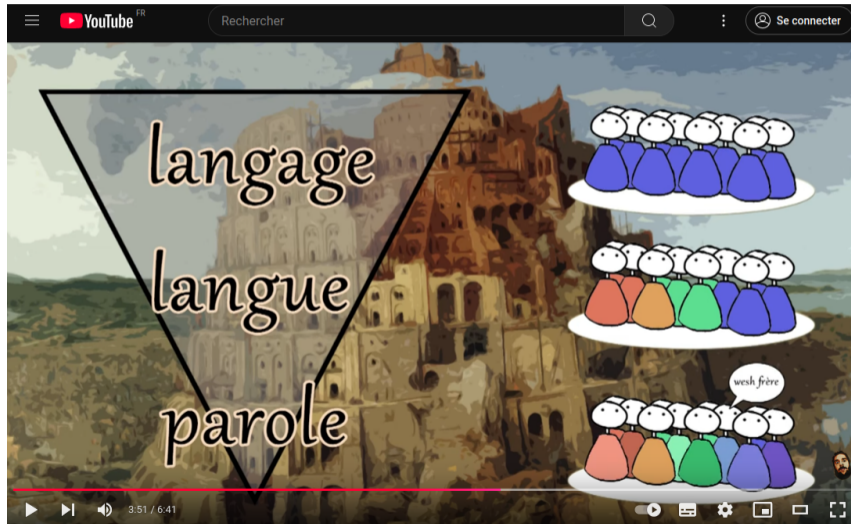 YouTube FR
Rechercher
Se connecter
langage
langue
parole
wesh frère
3:51 / 6:41